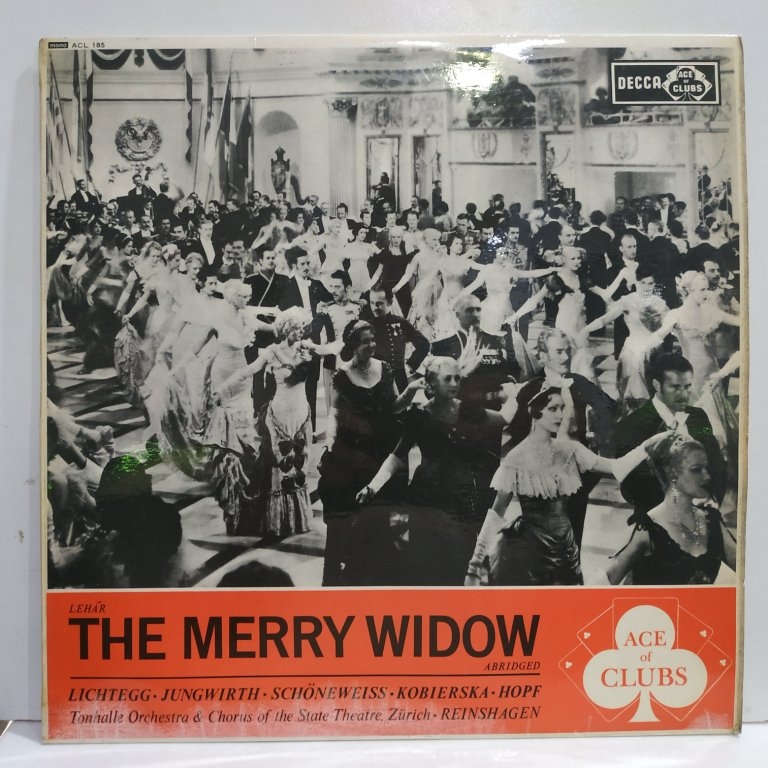 mono ACL 185
DECCA ACE OF CLUBS
LEHÁR
THE MERRY WIDOW
ABRIDGED
LICHTEGG · JUNGWIRTH · SCHÖNEWEISS · KOBIERSKA · HOPF
Tonhalle Orchestra & Chorus of the State Theatre, Zürich · REINSHAGEN
ACE
of
CLUBS